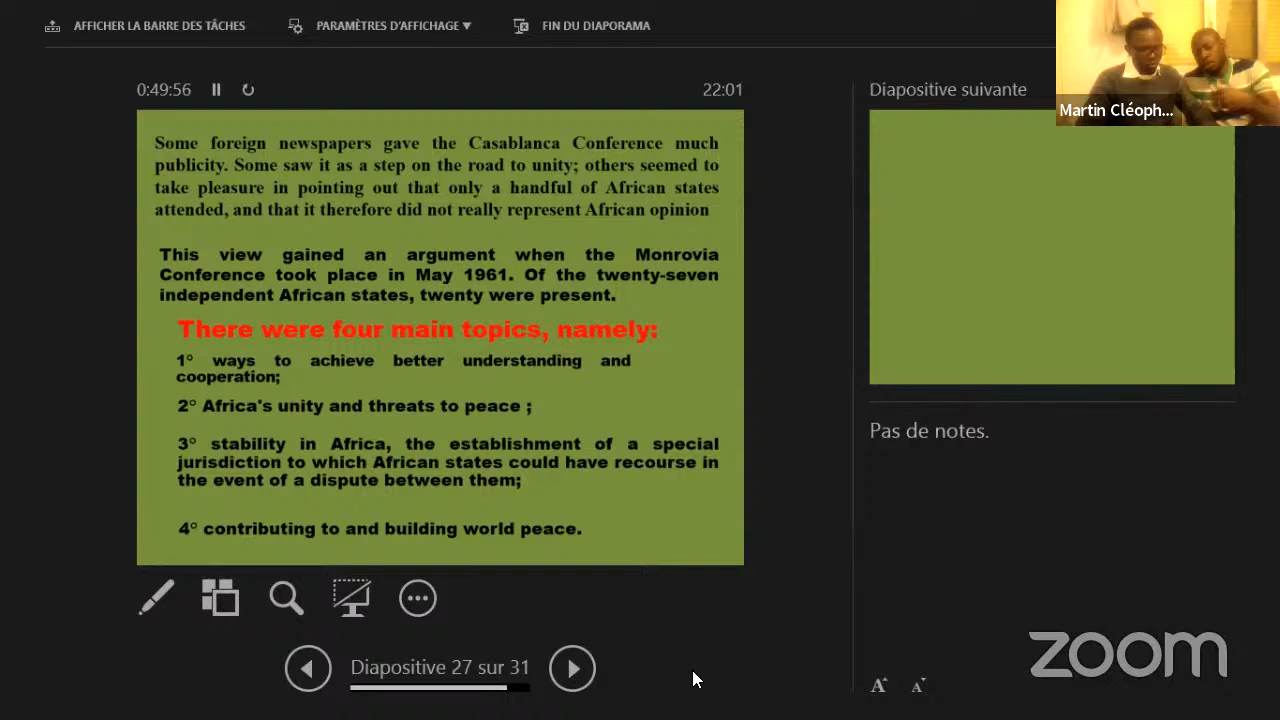 AFFICHER LA BARRE DES TÂCHES PARAMÈTRES D'AFFICHAGE ▼ FIN DU DIAPORAMA
Martin Cléoph...
0:49:56 22:01 Diapositive suivante
Some foreign newspapers gave the Casablanca Conference much
publicity. Some saw it as a step on the road to unity; others seemed to
take pleasure in pointing out that only a handful of African states
attended, and that it therefore did not really represent African opinion
This view gained an argument when the Monrovia
Conference took place in May 1961. Of the twenty-seven
independent African states, twenty were present.
There were four main topics, namely:
1° ways to achieve better understanding and
cooperation;
2° Africa's unity and threats to peace ;
3° stability in Africa, the establishment of a special
jurisdiction to which African states could have recourse in
the event of a dispute between them;
4° contributing to and building world peace.
Pas de notes.
Diapositive 27 sur 31
A A
zoom